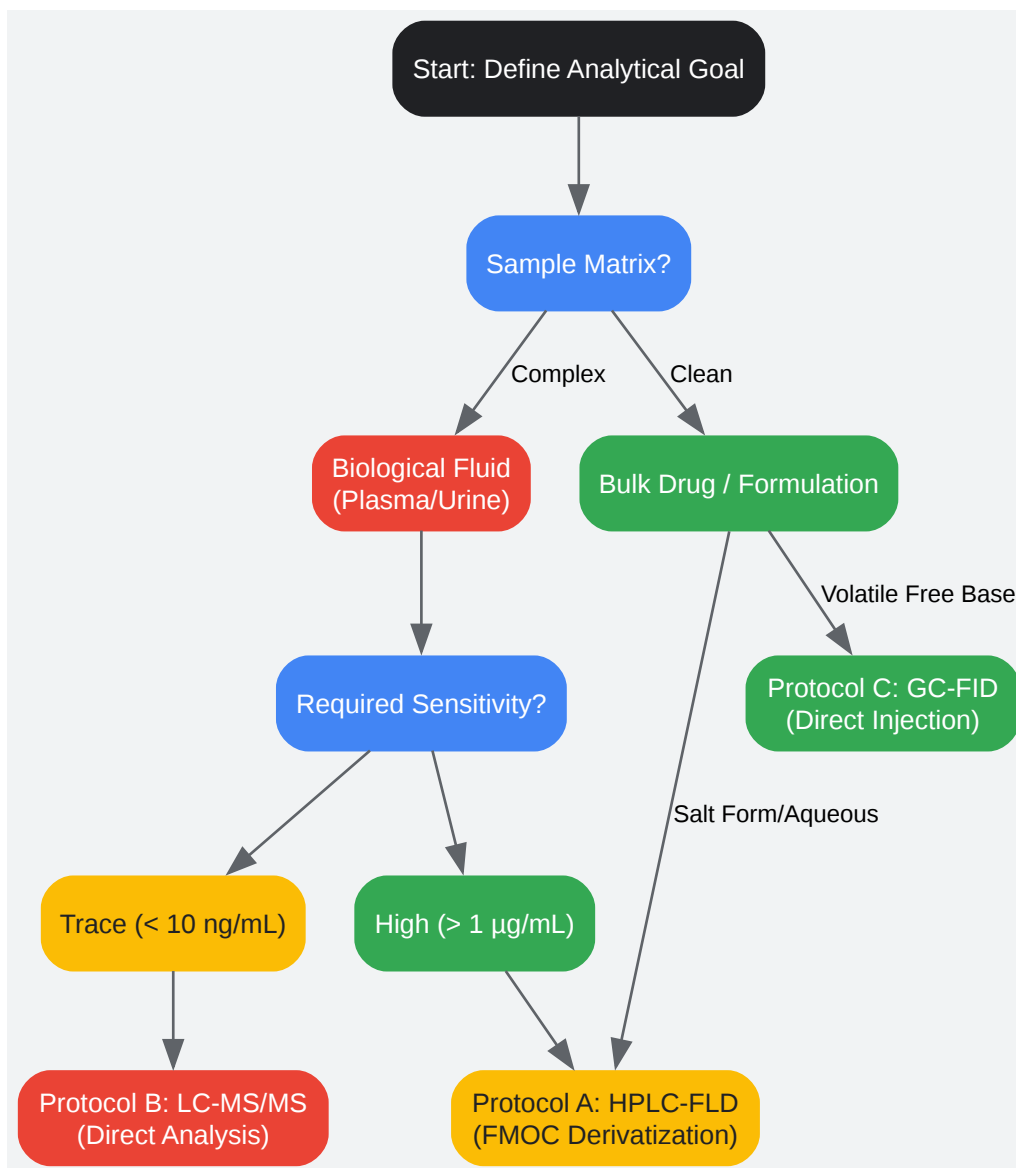 Start: Define Analytical Goal
Sample Matrix?
Complex
Clean
Biological Fluid
(Plasma/Urine)
Bulk Drug / Formulation
Volatile Free Base
Required Sensitivity?
Protocol C: GC-FID
(Direct Injection)
Salt Form/Aqueous
Trace (< 10 ng/mL)
High (> 1 µg/mL)
Protocol B: LC-MS/MS
(Direct Analysis)
Protocol A: HPLC-FLD
(FMOC Derivatization)